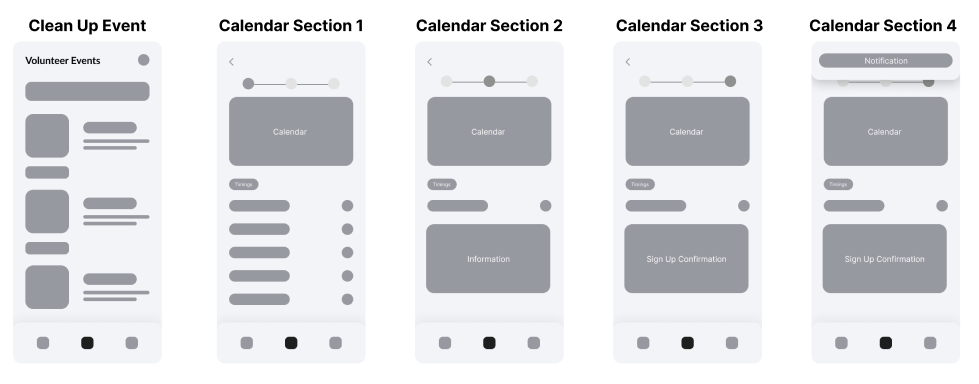 Clean Up Event
Calendar Section 1
Calendar Section 2
Calendar Section 3
Calendar Section 4
Volunteer Events
Notification
Calendar
Calendar
Calendar
Calendar
Timings
Timings
Timings
Timings
Information
Sign Up Confirmation
Sign Up Confirmation